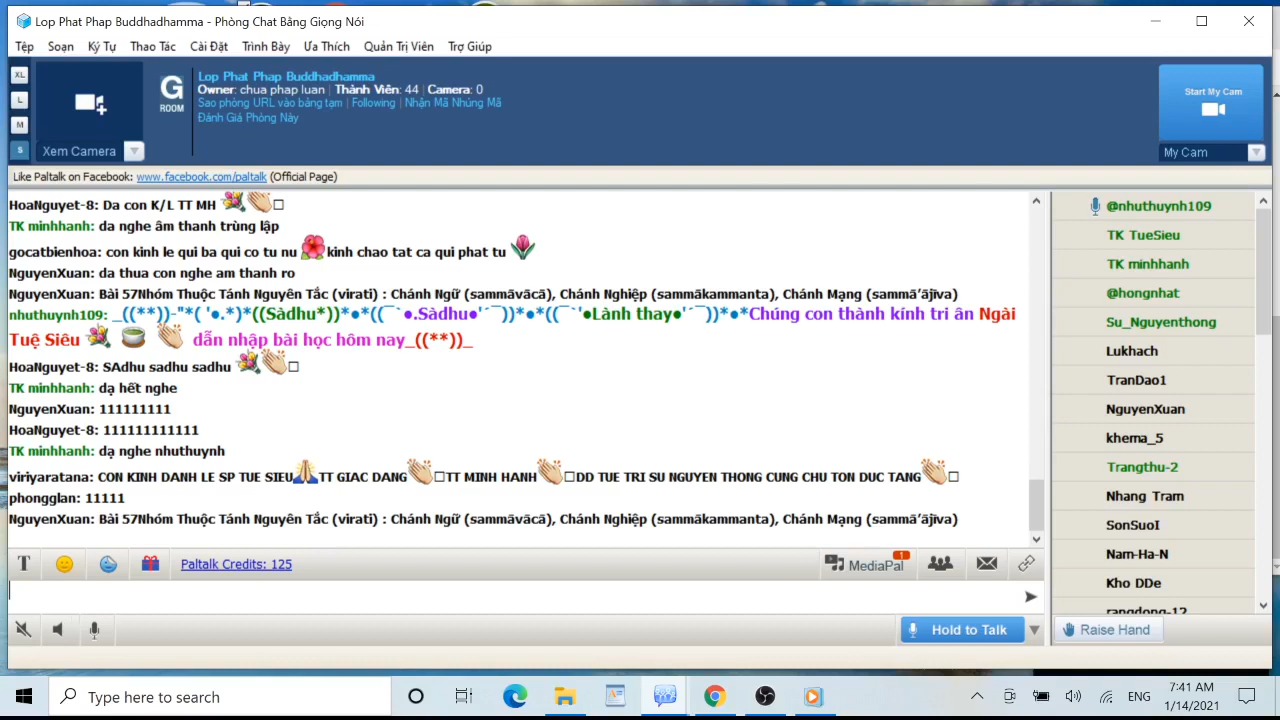 Lop Phat Phap Buddhadhamma - Phòng Chat Bằng Giọng Nói
Tệp Soạn Ký Tự Thao Tác Cài Đặt Trình Bày Ưa Thích Quản Trị Viên Trợ Giúp
XL
L
M
S
Xem Camera
G
ROOM
Lop Phat Phap Buddhadhamma
Owner: chua phap luan | Thành Viên: 44 | Camera: 0
Sao phòng URL vào bảng tạm | Following | Nhận Mã Nhúng Mã
Đánh Giá Phòng Này
Start My Cam
My Cam
Like Paltalk on Facebook: www.facebook.com/paltalk (Official Page)
HoaNguyet-8: Da con K/L TT MH 💐👏□
TK minhhanh: da nghe âm thanh trùng lập
gocatbienhoa: con kinh le qui ba qui co tu nu 🌺kinh chao tat ca qui phat tu 🌷
NguyenXuan: da thua con nghe am thanh ro
NguyenXuan: Bài 57Nhóm Thuộc Tánh Nguyên Tắc (virati) : Chánh Ngữ (sammāvācā), Chánh Nghiệp (sammākammanta), Chánh Mạng (sammā’ājīva)
nhuthuynh109: _((**))-"*( '●.*)*((Sàdhu*))*●*((¯`●.Sàdhu●'´¯))*●*((¯`'●Lành thay●'´¯))*●*Chúng con thành kính tri ân Ngài
Tuệ Siêu 💐 🍵 👏 dẫn nhập bài học hôm nay_((**))_
HoaNguyet-8: SAdhu sadhu sadhu 💐👏□
TK minhhanh: dạ hết nghe
NguyenXuan: 111111111
HoaNguyet-8: 111111111111
TK minhhanh: dạ nghe nhuthuynh
viriyaratana: CON KINH DANH LE SP TUE SIEU🙏TT GIAC DANG👏□TT MINH HANH👏□DD TUE TRI SU NGUYEN THONG CUNG CHU TON DUC TANG👏□
phongglan: 11111
NguyenXuan: Bài 57Nhóm Thuộc Tánh Nguyên Tắc (virati) : Chánh Ngữ (sammāvācā), Chánh Nghiệp (sammākammanta), Chánh Mạng (sammā’ājīva)
@nhuthuynh109
TK TueSieu
TK minhhanh
@hongnhat
Su_Nguyenthong
Lukhach
TranDao1
NguyenXuan
khema_5
Trangthu-2
Nhang Tram
SonSuoI
Nam-Ha-N
Kho DDe
rangdong-12
T Paltalk Credits: 125 MediaPal 1
Hold to Talk
Raise Hand
Type here to search
ENG
7:41 AM
1/14/2021